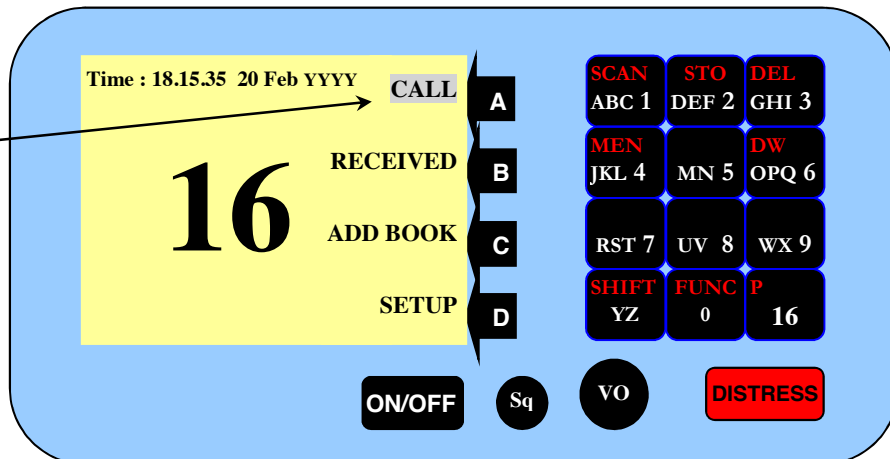 Time : 18.15.35 20 Feb YYYY
CALL
A
RECEIVED
B
16
ADD BOOK
C
SETUP
D
SCAN STO DEL
ABC 1 DEF 2 GHI 3
MEN DW
JKL 4 MN 5 OPQ 6
RST 7 UV 8 WX 9
SHIFT FUNC P
YZ 0 16
ON/OFF
Sq
VO
DISTRESS